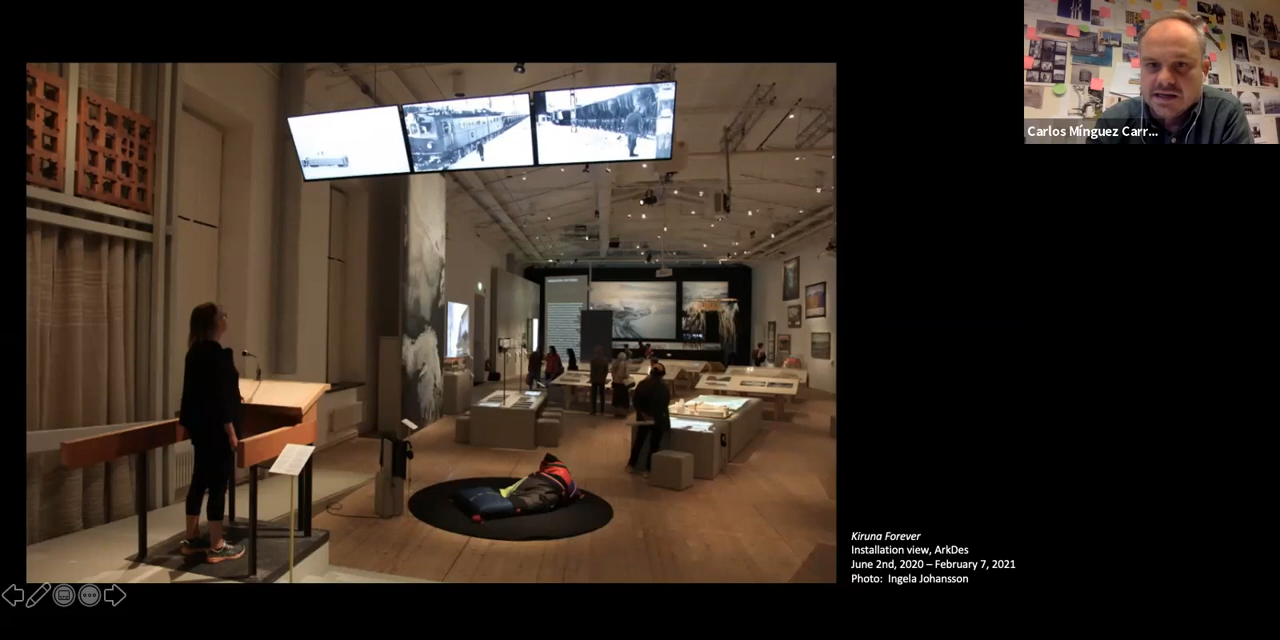 Carlos Mínguez Carr...
Kiruna Forever
Installation view, ArkDes
June 2nd, 2020 – February 7, 2021
Photo: Ingela Johansson